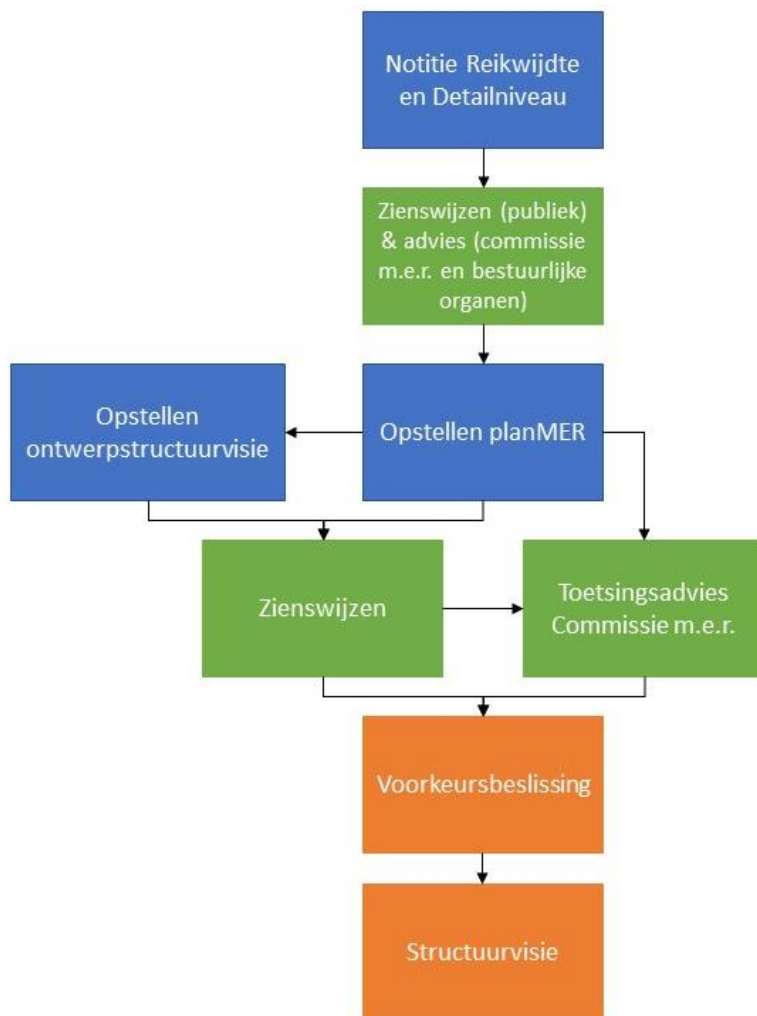 Notitie Reikwijdte
en Detailniveau
Zienswijzen (publiek)
& advies (commissie
m.e.r. en bestuurlijke
organen)
Opstellen
ontwerpstructuurvisie
Opstellen planMER
Zienswijzen
Toetsingsadvies
Commissie m.e.r.
Voorkeursbeslissing
Structuurvisie